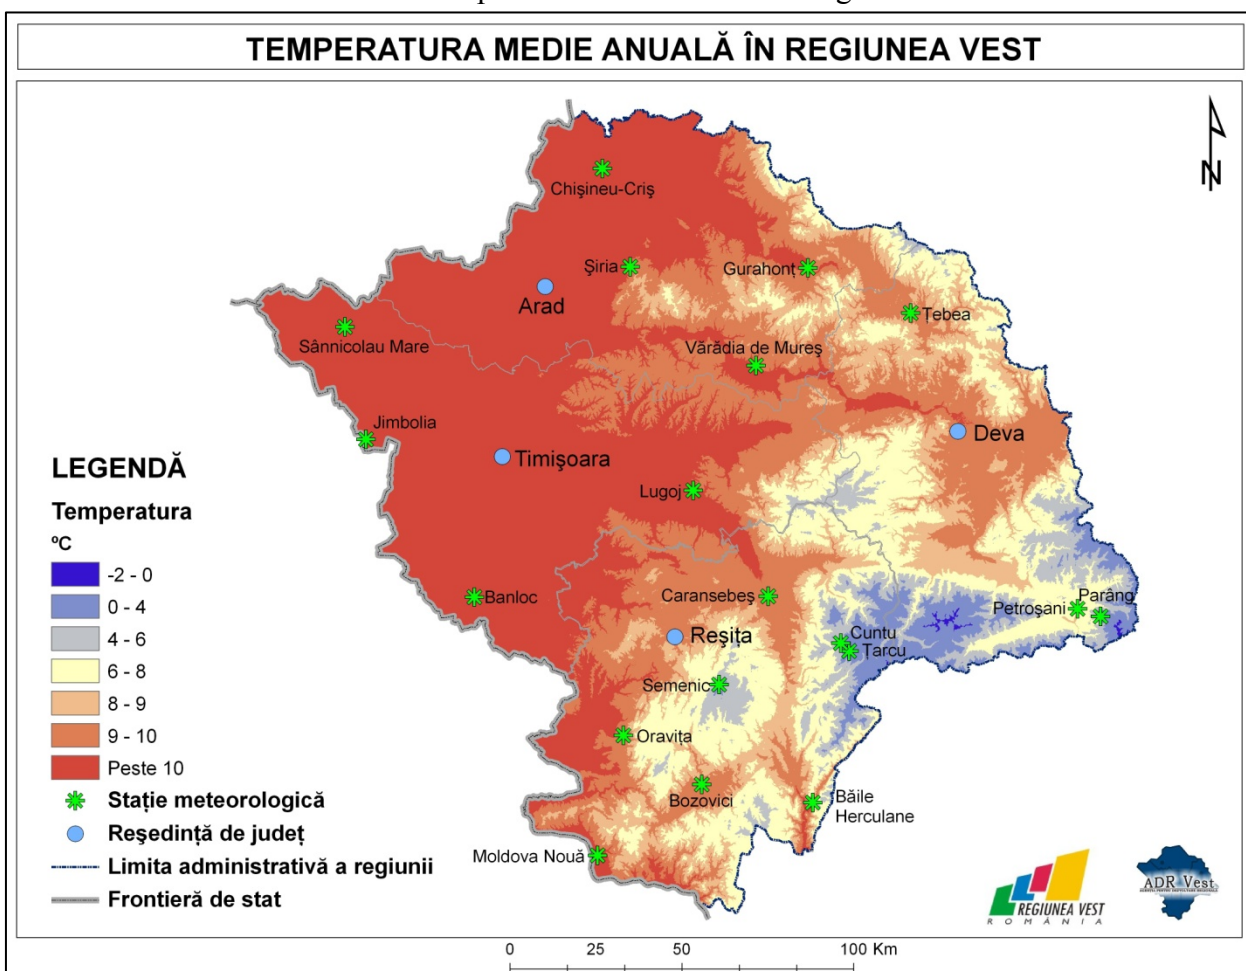 TEMPERATURA MEDIE ANUALĂ ÎN REGIUNEA VEST
N
Chişineu-Criş
Şiria
Gurahonţ
Arad
Ţebea
Sânnicolau Mare
Vărădia de Mureş
Jimbolia
Deva
Timişoara
Lugoj
Banloc
Caransebeş
Parâng
Petroşani
Reşiţa
Cuntu
Ţarcu
Semenic
Oraviţa
Bozovici
Băile
Herculane
Moldova Nouă
LEGENDĂ
Temperatura
ºC
-2 - 0
0 - 4
4 - 6
6 - 8
8 - 9
9 - 10
Peste 10
Staţie meteorologică
Reşedinţă de judeţ
Limita administrativă a regiunii
Frontieră de stat
REGIUNEA VEST
ROMÂNIA
ADR Vest
0 25 50 100 Km